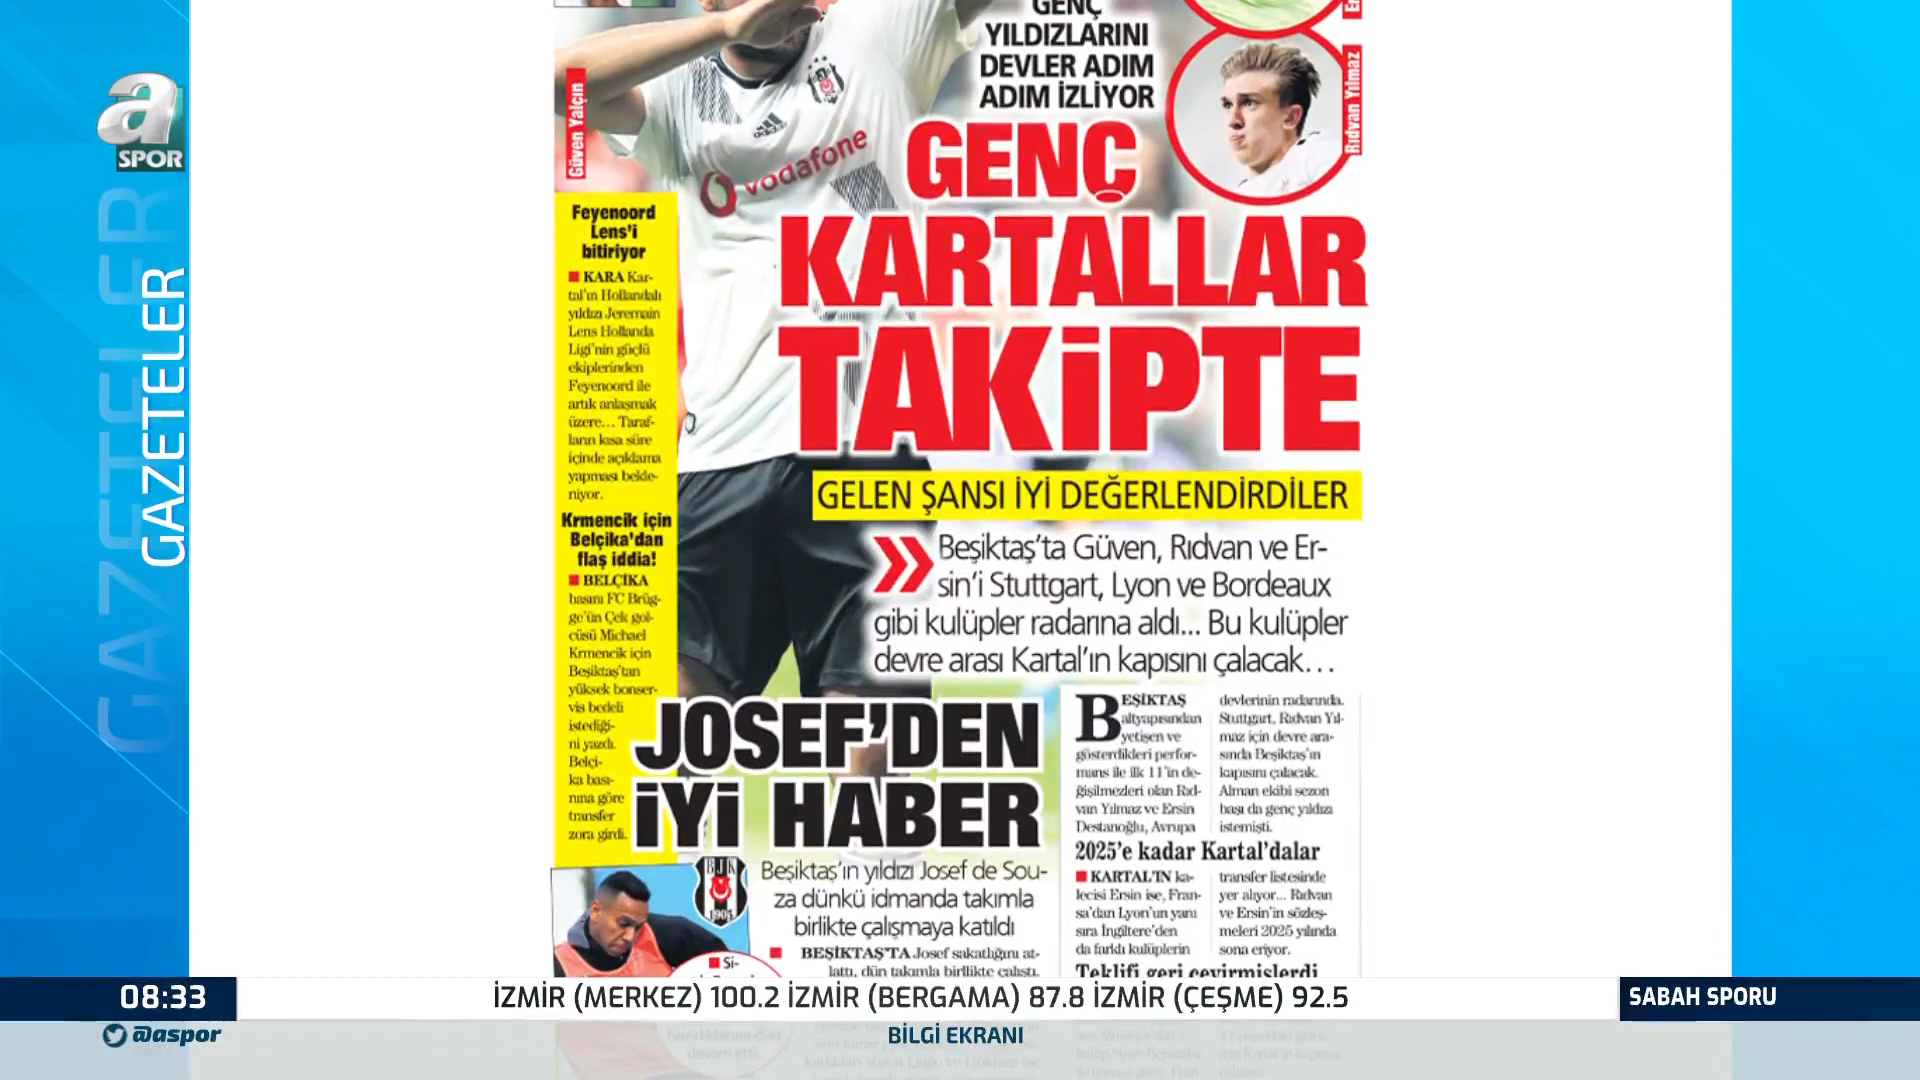 a
SPOR
GAZETELER
GAZETELER
Güven Yalçın
GENÇ
YILDIZLARINI
DEVLER ADIM
ADIM İZLİYOR
Er
Rıdvan Yılmaz
vodafone
GENÇ
KARTALLAR
TAKİPTE
GELEN ŞANSI İYİ DEĞERLENDİRDİLER
Beşiktaş'ta Güven, Rıdvan ve Er-
sin'i Stuttgart, Lyon ve Bordeaux
gibi kulüpler radarına aldı... Bu kulüpler
devre arası Kartal'ın kapısını çalacak...
Feyenoord
Lens'i
bitiriyor
KARA Kar-
tal'ın Hollandalı
yıldızı Jeremain
Lens Hollanda
Ligi'nin güçlü
ekiplerinden
Feyenoord ile
artık anlaşmak
üzere... Taraf-
ların kısa süre
içinde açıklama
yapması bekle-
niyor.
Krmencik için
Belçika'dan
flaş iddia!
BELÇİKA
basını FC Brüg-
ge'ün Çek gol-
cüsü Michael
Krmencik için
Beşiktaş'tan
yüksek bonser-
vis bedeli
istediği-
ni yazdı.
Belçi-
ka bası-
nına göre
transfer
zora girdi.
JOSEF'DEN
İYİ HABER
BJK
1903
Beşiktaş'ın yıldızı Josef de Sou-
za dünkü idmanda takımla
birlikte çalışmaya katıldı
BEŞİKTAŞ'TA Josef sakatlığını at-
lattı, dün takımla birlikte çalıştı.
Si-
BEŞİKTAŞ
altyapısından
yetişen ve
gösterdikleri perfor-
mans ile ilk 11'in de-
ğişilmezleri olan Rıd-
van Yılmaz ve Ersin
Destanoğlu, Avrupa
devlerinin radarında.
Stuttgart, Rıdvan Yıl-
maz için devre ara-
sında Beşiktaş'ın
kapısını çalacak.
Alman ekibi sezon
başı da genç yıldızı
istemişti.
2025'e kadar Kartal'dalar
KARTAL'IN ka-
lecisi Ersin ise, Fran-
sa'dan Lyon'un yanı
sıra İngiltere'den
da farklı kulüplerin
transfer listesinde
yer alıyor... Rıdvan
ve Ersin'in sözleş-
meleri 2025 yılında
sona eriyor.
Teklifi geri çevirmişlerdi
08:33
İZMİR (MERKEZ) 100.2 İZMİR (BERGAMA) 87.8 İZMİR (ÇEŞME) 92.5
SABAH SPORU
@aspor
BİLGİ EKRANI